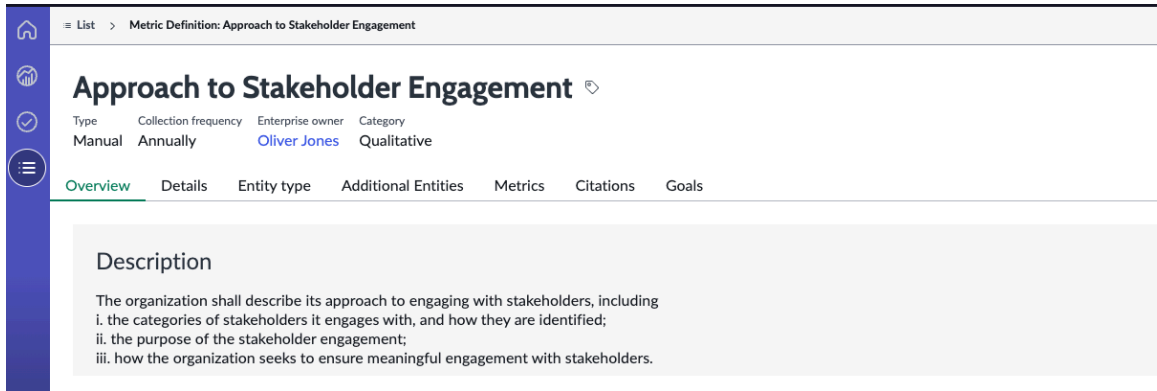 List > Metric Definition: Approach to Stakeholder Engagement
Approach to Stakeholder Engagement
Type Collection frequency Enterprise owner Category
Manual Annually Oliver Jones Qualitative
Overview Details Entity type Additional Entities Metrics Citations Goals
Description
The organization shall describe its approach to engaging with stakeholders, including
i. the categories of stakeholders it engages with, and how they are identified;
ii. the purpose of the stakeholder engagement;
iii. how the organization seeks to ensure meaningful engagement with stakeholders.